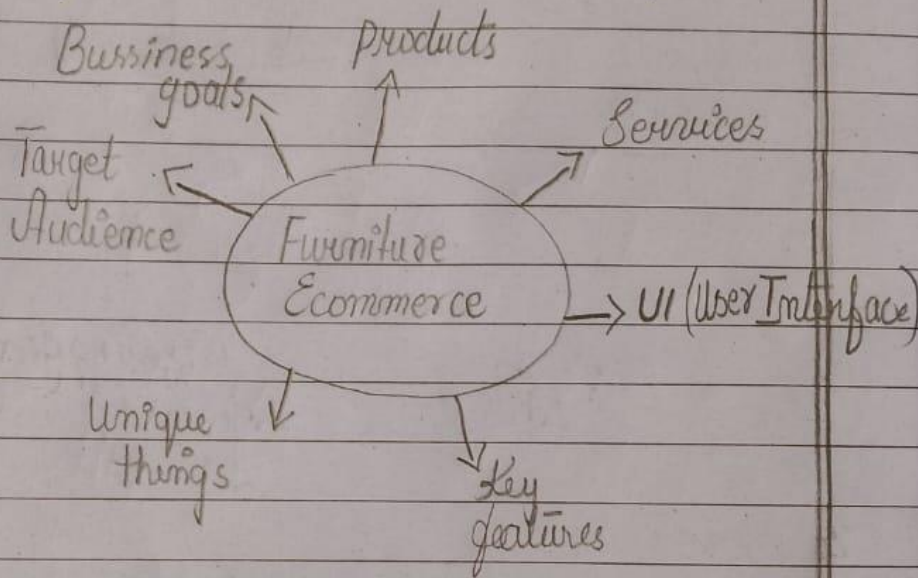 Bussiness
goals
Products
Services
Target
Audience
Furniture
Ecommerce
UI (User Interface)
Unique
things
Key
features